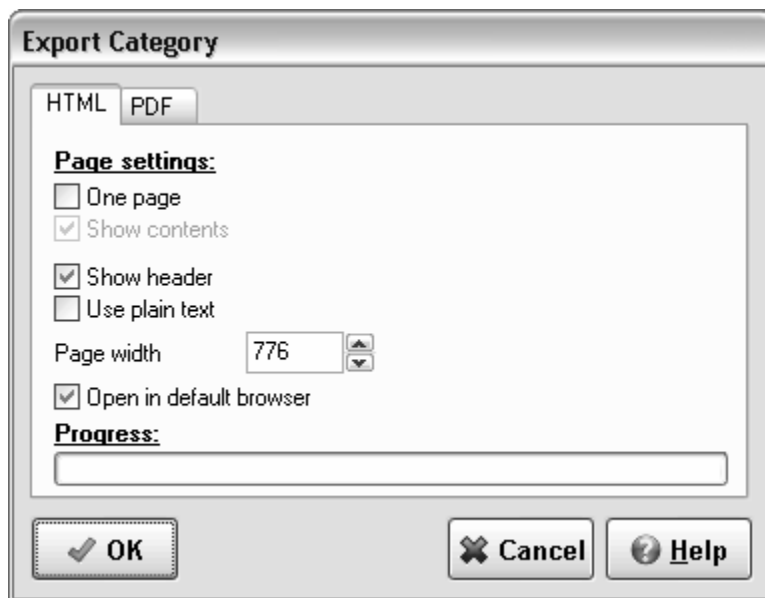 Export Category
HTML PDF
Page settings:
One page
Show contents
Show header
Use plain text
Page width 776
Open in default browser
Progress:
OK Cancel Help